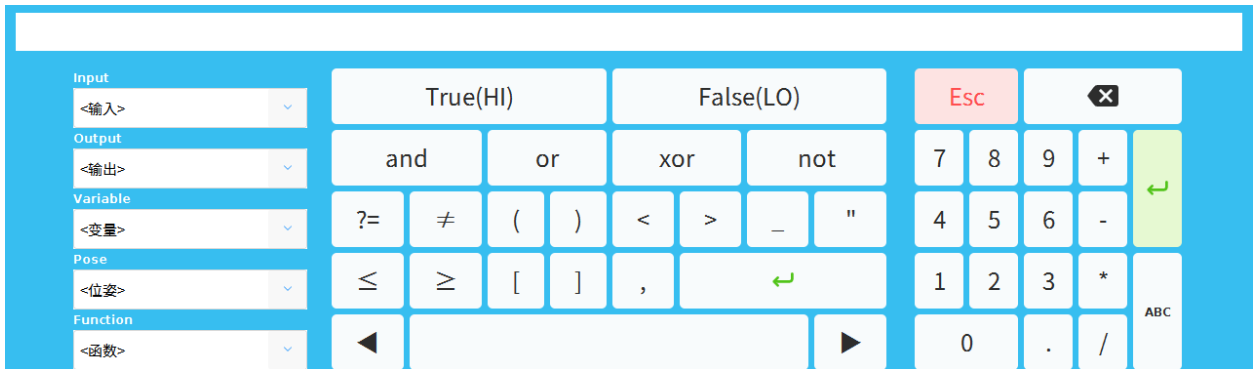 Input
<输入>
Output
<输出>
Variable
<变量>
Pose
<位姿>
Function
<函数>
True(HI) False(LO)
and or xor not
?= ≠ ( ) < > _ "
≤ ≥ [ ] , ↵
◀ ▶
Esc ⌫
7 8 9 + ↵
4 5 6 -
1 2 3 * ABC
0 . /